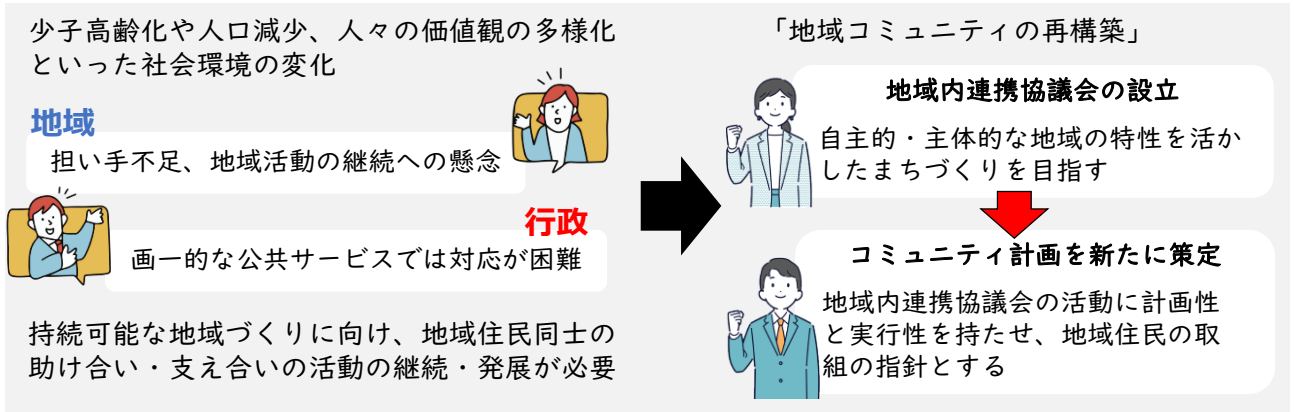 少子高齢化や人口減少、人々の価値観の多様化
といった社会環境の変化
地域
担い手不足、地域活動の継続への懸念
行政
画一的な公共サービスでは対応が困難
持続可能な地域づくりに向け、地域住民同士の
助け合い・支え合いの活動の継続・発展が必要
「地域コミュニティの再構築」
地域内連携協議会の設立
自主的・主体的な地域の特性を活か
したまちづくりを目指す
コミュニティ計画を新たに策定
地域内連携協議会の活動に計画性
と実行性を持たせ、地域住民の取
組の指針とする